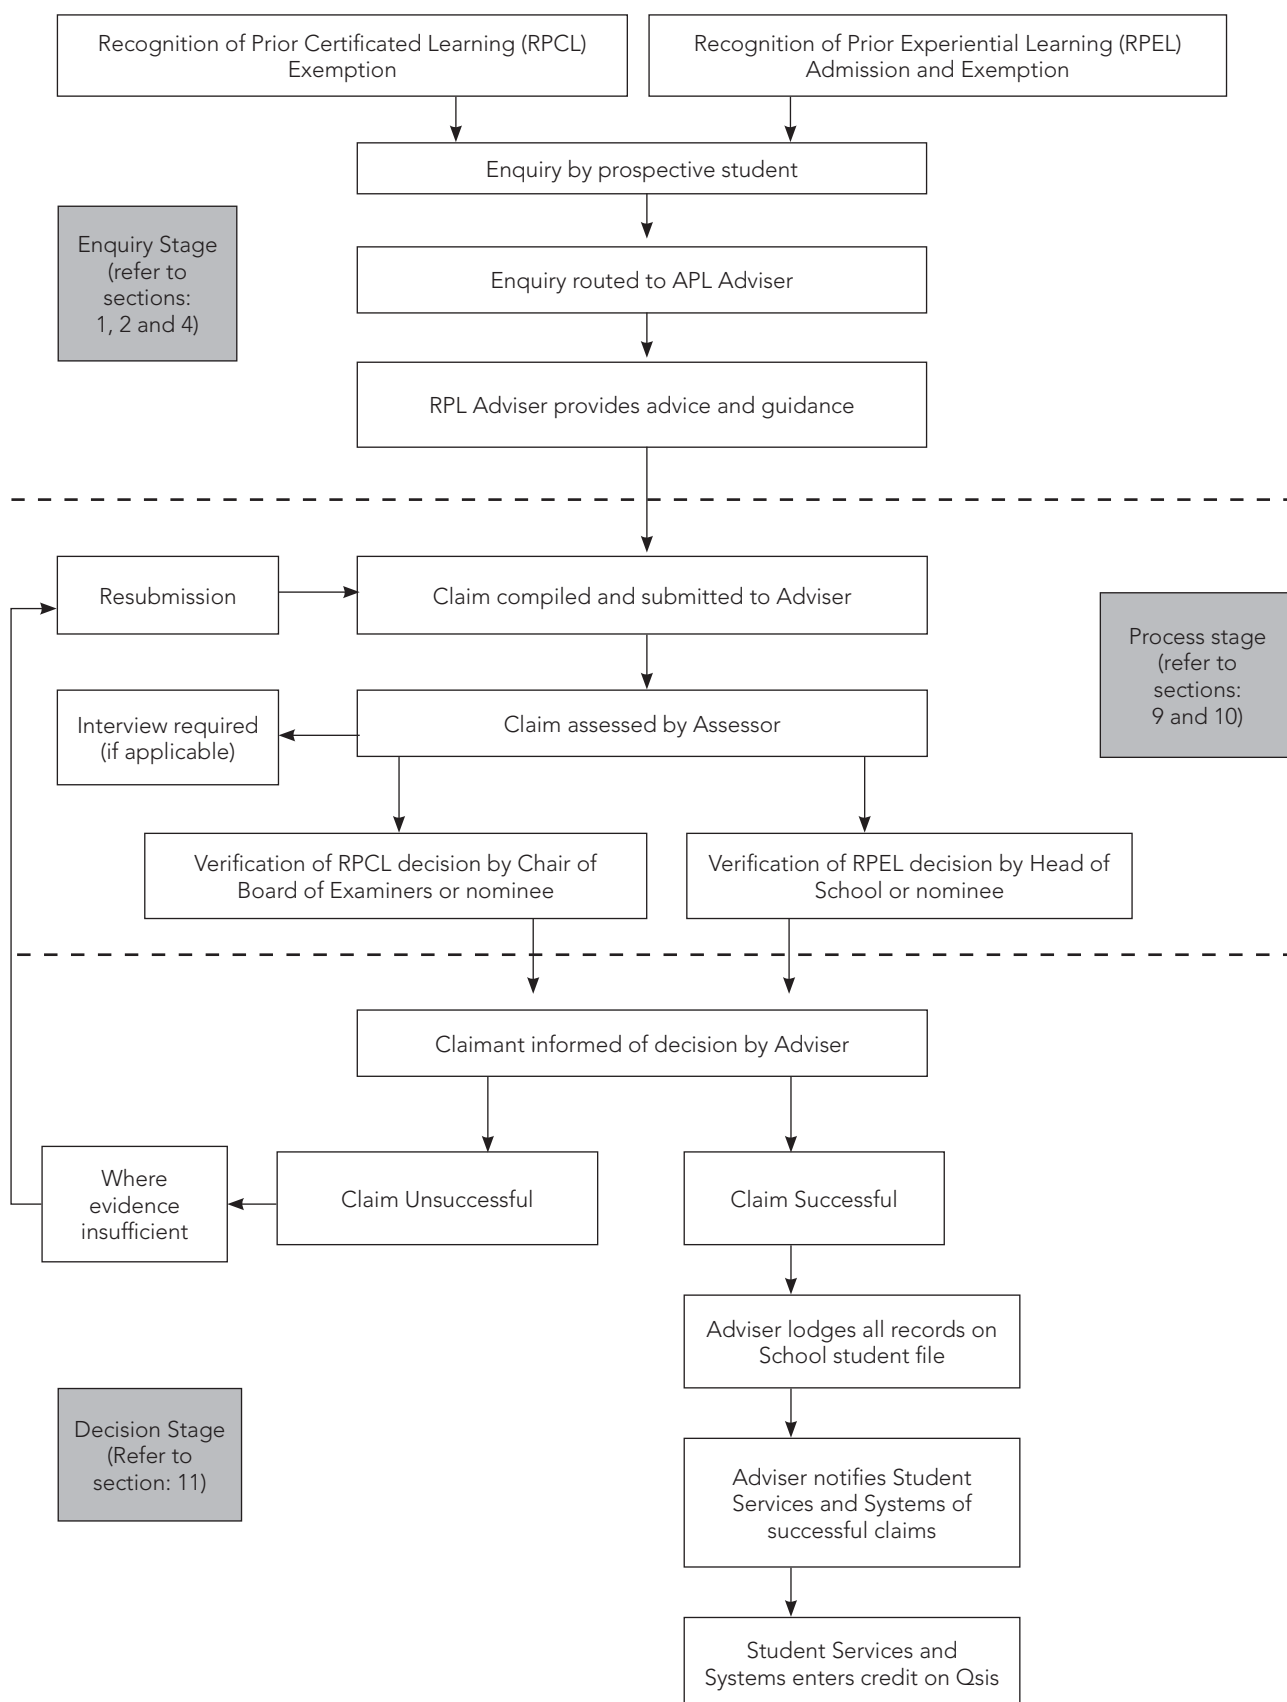 Recognition of Prior Certificated Learning (RPCL)
Exemption
Recognition of Prior Experiential Learning (RPEL)
Admission and Exemption
Enquiry by prospective student
Enquiry Stage
(refer to
sections:
1, 2 and 4)
Enquiry routed to APL Adviser
RPL Adviser provides advice and guidance
Resubmission
Claim compiled and submitted to Adviser
Process stage
(refer to
sections:
9 and 10)
Interview required
(if applicable)
Claim assessed by Assessor
Verification of RPCL decision by Chair of
Board of Examiners or nominee
Verification of RPEL decision by Head of
School or nominee
Claimant informed of decision by Adviser
Where
evidence
insufficient
Claim Unsuccessful
Claim Successful
Adviser lodges all records on
School student file
Decision Stage
(Refer to
section: 11)
Adviser notifies Student
Services and Systems of
successful claims
Student Services and
Systems enters credit on Qsis